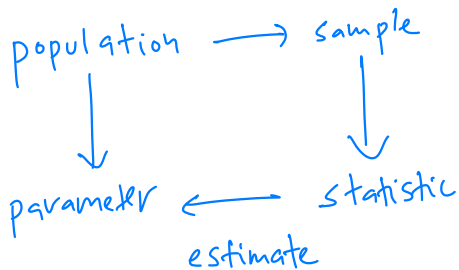 population → sample
parameter ← statistic
estimate